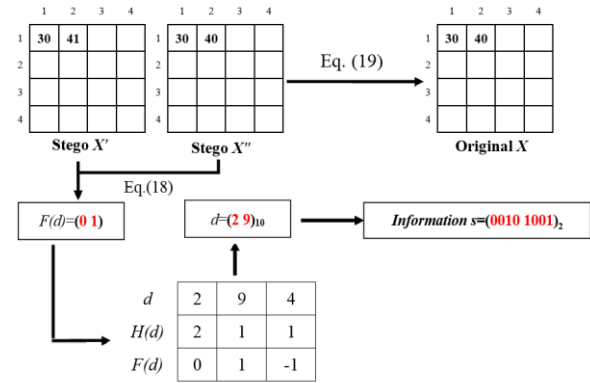 1 2 3 4
1 30 41
2
3
4
Stego X′
1 2 3 4
1 30 40
2
3
4
Stego X″
Eq. (19)
1 2 3 4
1 30 40
2
3
4
Original X
Eq.(18)
F(d)=(0 1)
d=(2 9)₁₀
Information s=(0010 1001)₂
d 2 9 4
H(d) 2 1 1
F(d) 0 1 -1